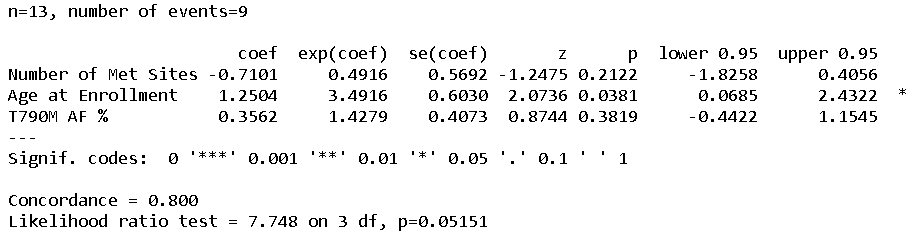 n=13, number of events=9
coef exp(coef) se(coef) z p lower 0.95 upper 0.95
Number of Met Sites -0.7101 0.4916 0.5692 -1.2475 0.2122 -1.8258 0.4056
Age at Enrollment 1.2504 3.4916 0.6030 2.0736 0.0381 0.0685 2.4322 *
T790M AF % 0.3562 1.4279 0.4073 0.8744 0.3819 -0.4422 1.1545
---
Signif. codes: 0 '***' 0.001 '**' 0.01 '*' 0.05 '.' 0.1 ' ' 1
Concordance = 0.800
Likelihood ratio test = 7.748 on 3 df, p=0.05151